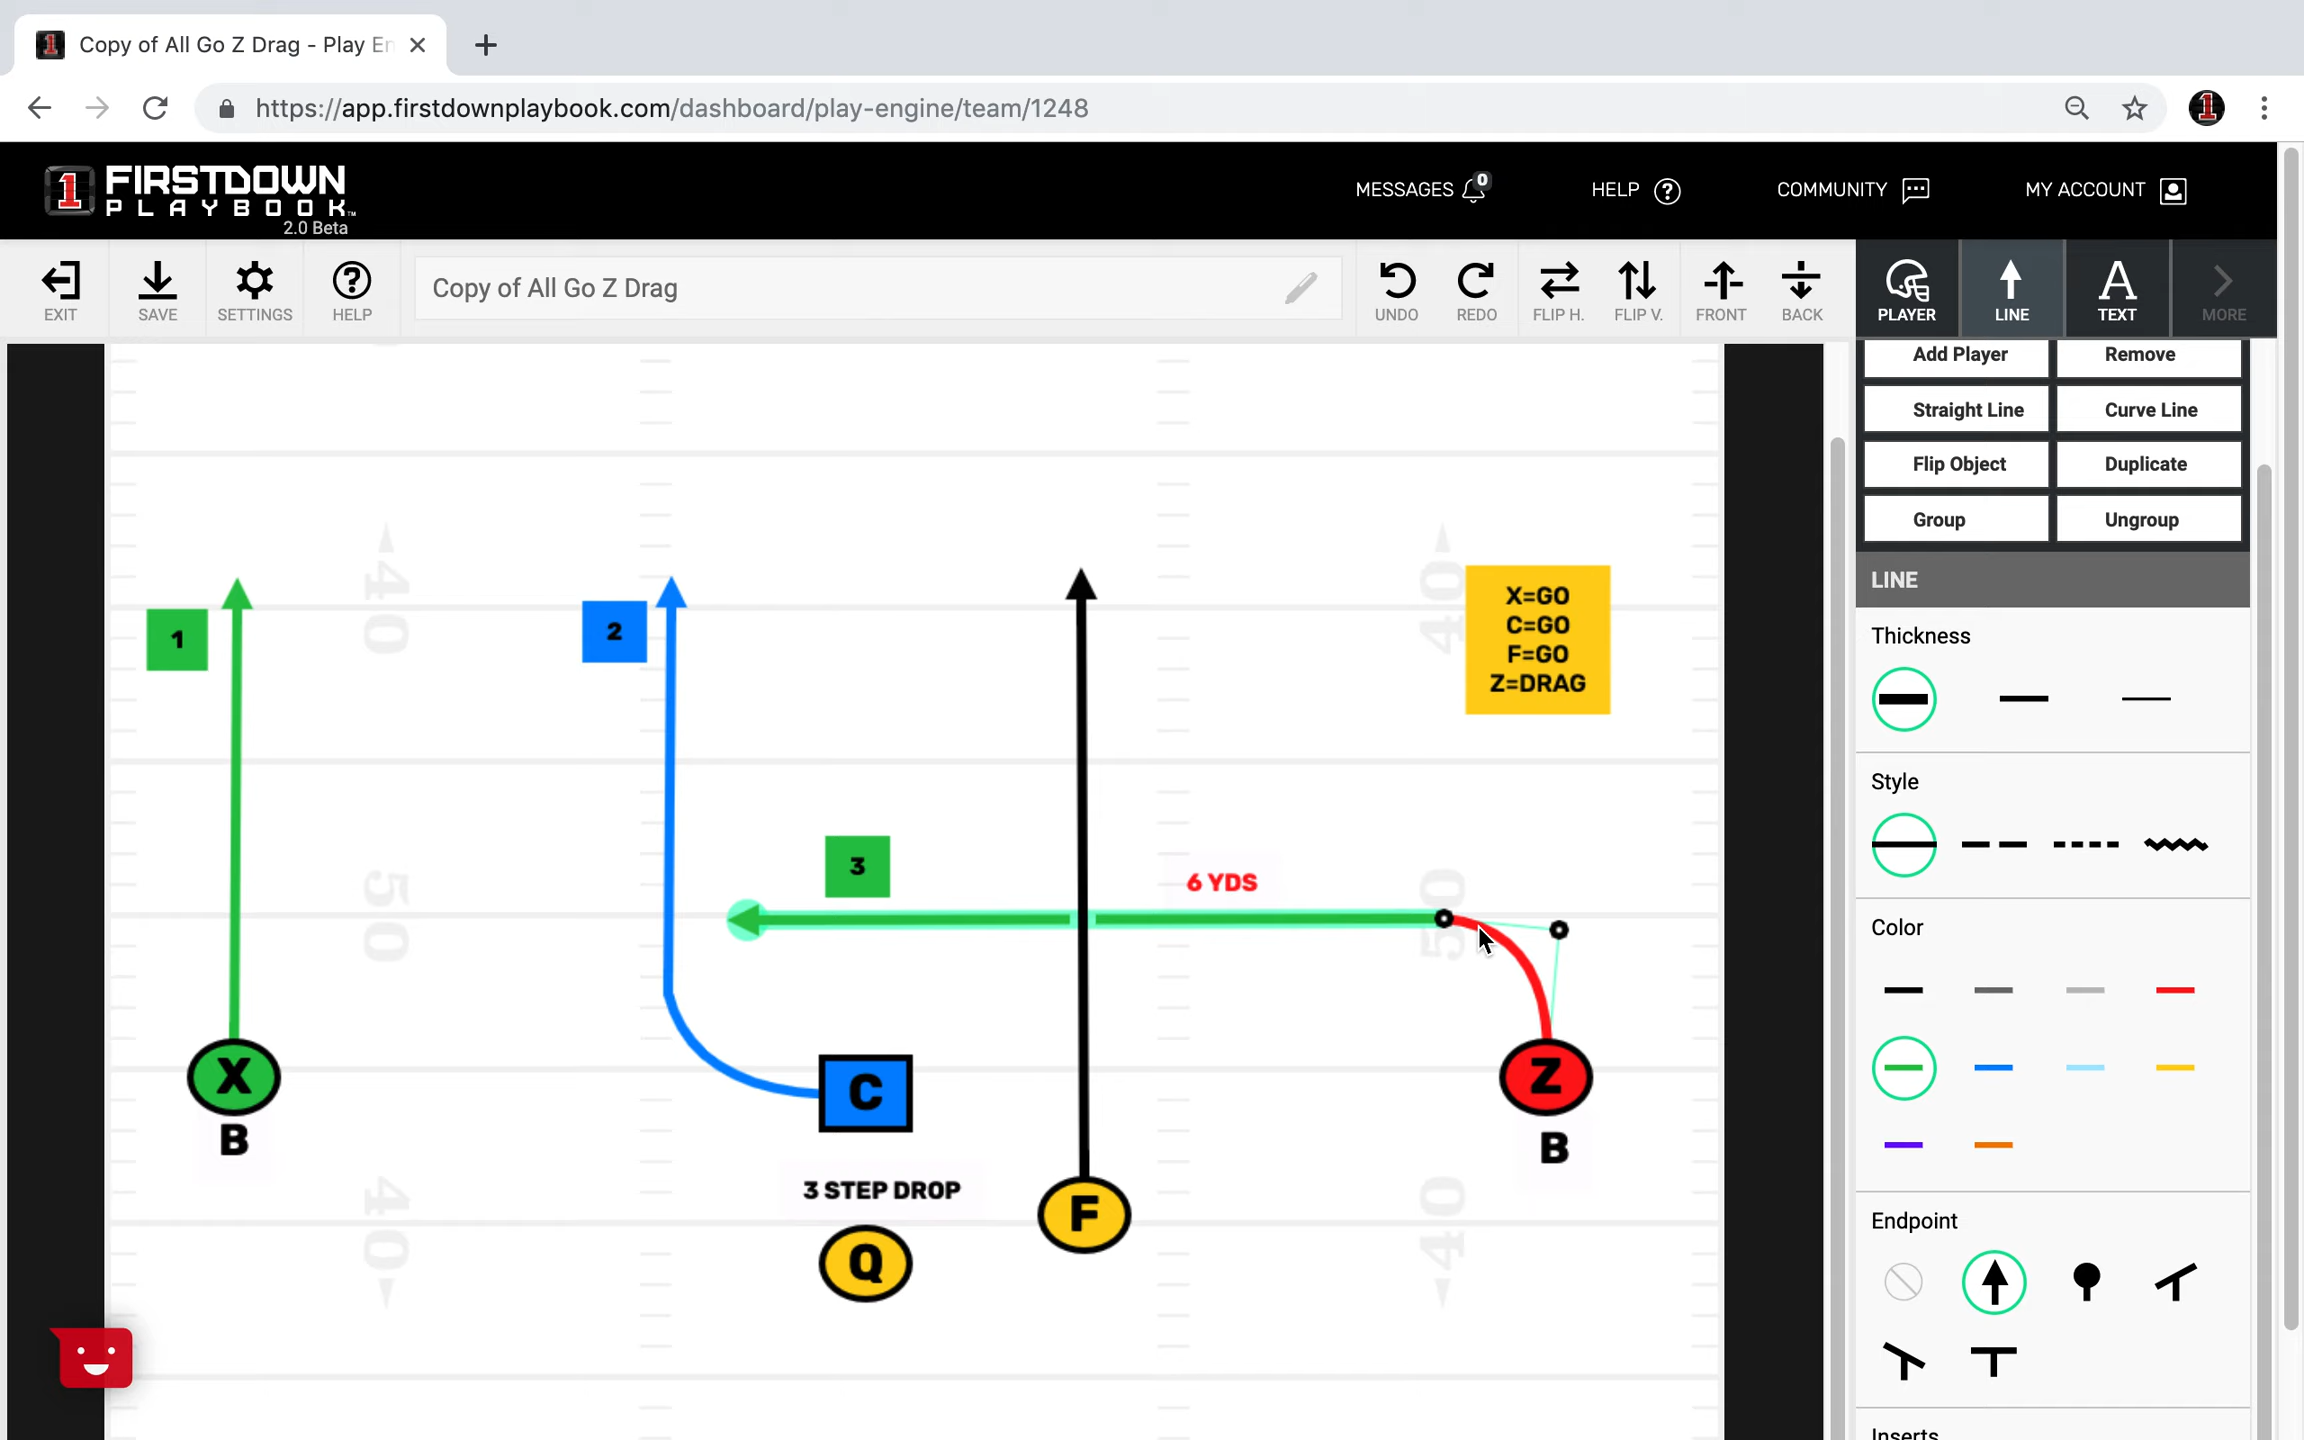 Copy of All Go Z Drag - Play En
https://app.firstdownplaybook.com/dashboard/play-engine/team/1248
1
1 FIRSTDOWN
PLAYBOOK™
2.0 Beta
MESSAGES 0
HELP ?
COMMUNITY
MY ACCOUNT
EXIT
SAVE
SETTINGS
HELP
Copy of All Go Z Drag
UNDO
REDO
FLIP H.
FLIP V.
FRONT
BACK
PLAYER
LINE
TEXT
MORE
Add Player
Remove
Straight Line
Curve Line
Flip Object
Duplicate
Group
Ungroup
LINE
Thickness
Style
Color
Endpoint
Inserts
40
40
1
2
X=GO
C=GO
F=GO
Z=DRAG
50
50
3
6 YDS
X
B
C
Z
B
3 STEP DROP
Q
F
40
40